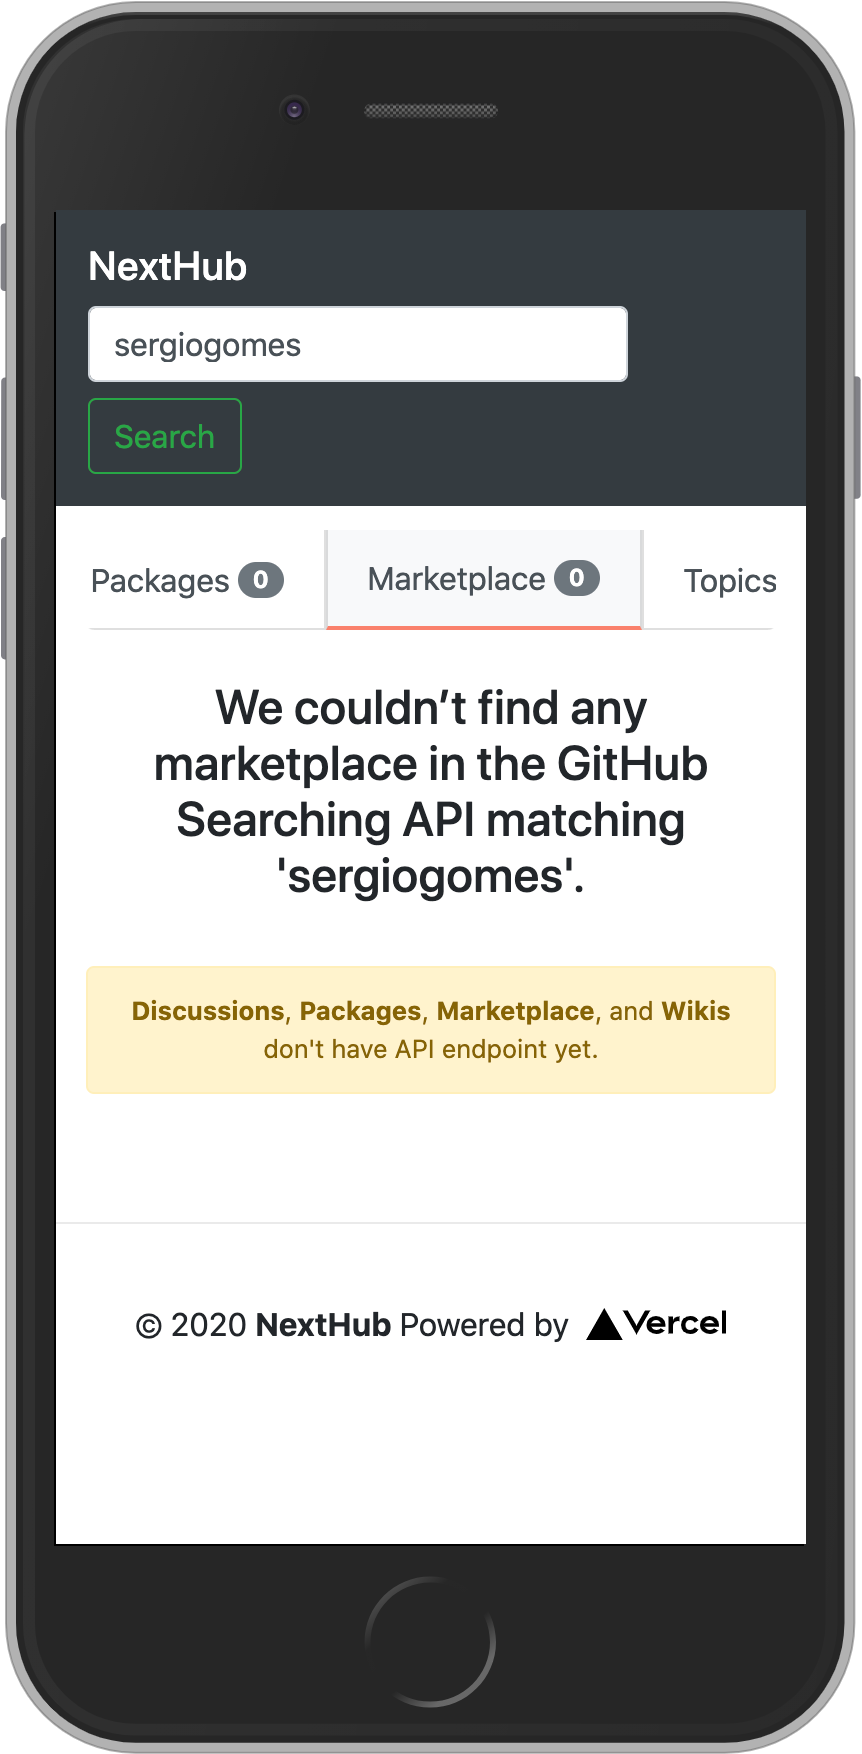 NextHub
sergiogomes
Search
Packages 0 Marketplace 0 Topics
We couldn’t find any
marketplace in the GitHub
Searching API matching
'sergiogomes'.
Discussions, Packages, Marketplace, and Wikis
don't have API endpoint yet.
© 2020 NextHub Powered by Vercel